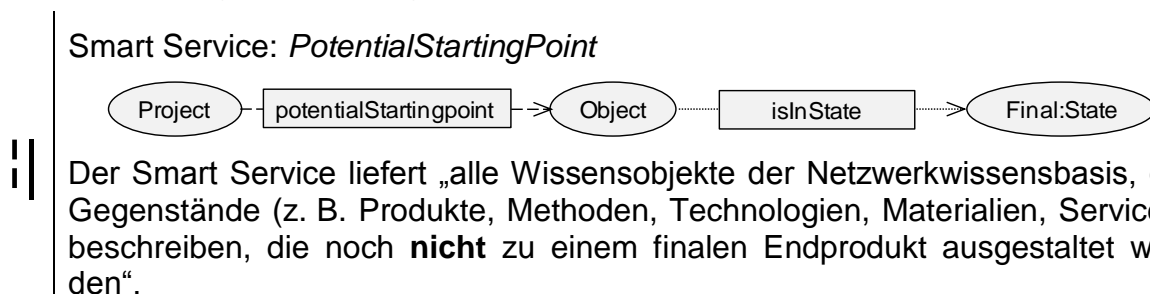 Smart Service: PotentialStartingPoint
Project potentialStartingpoint Object isInState Final:State
Der Smart Service liefert „alle Wissensobjekte der Netzwerkwissensbasis,
Gegenstände (z. B. Produkte, Methoden, Technologien, Materialien, Service
beschreiben, die noch nicht zu einem finalen Endprodukt ausgestaltet w
den“.